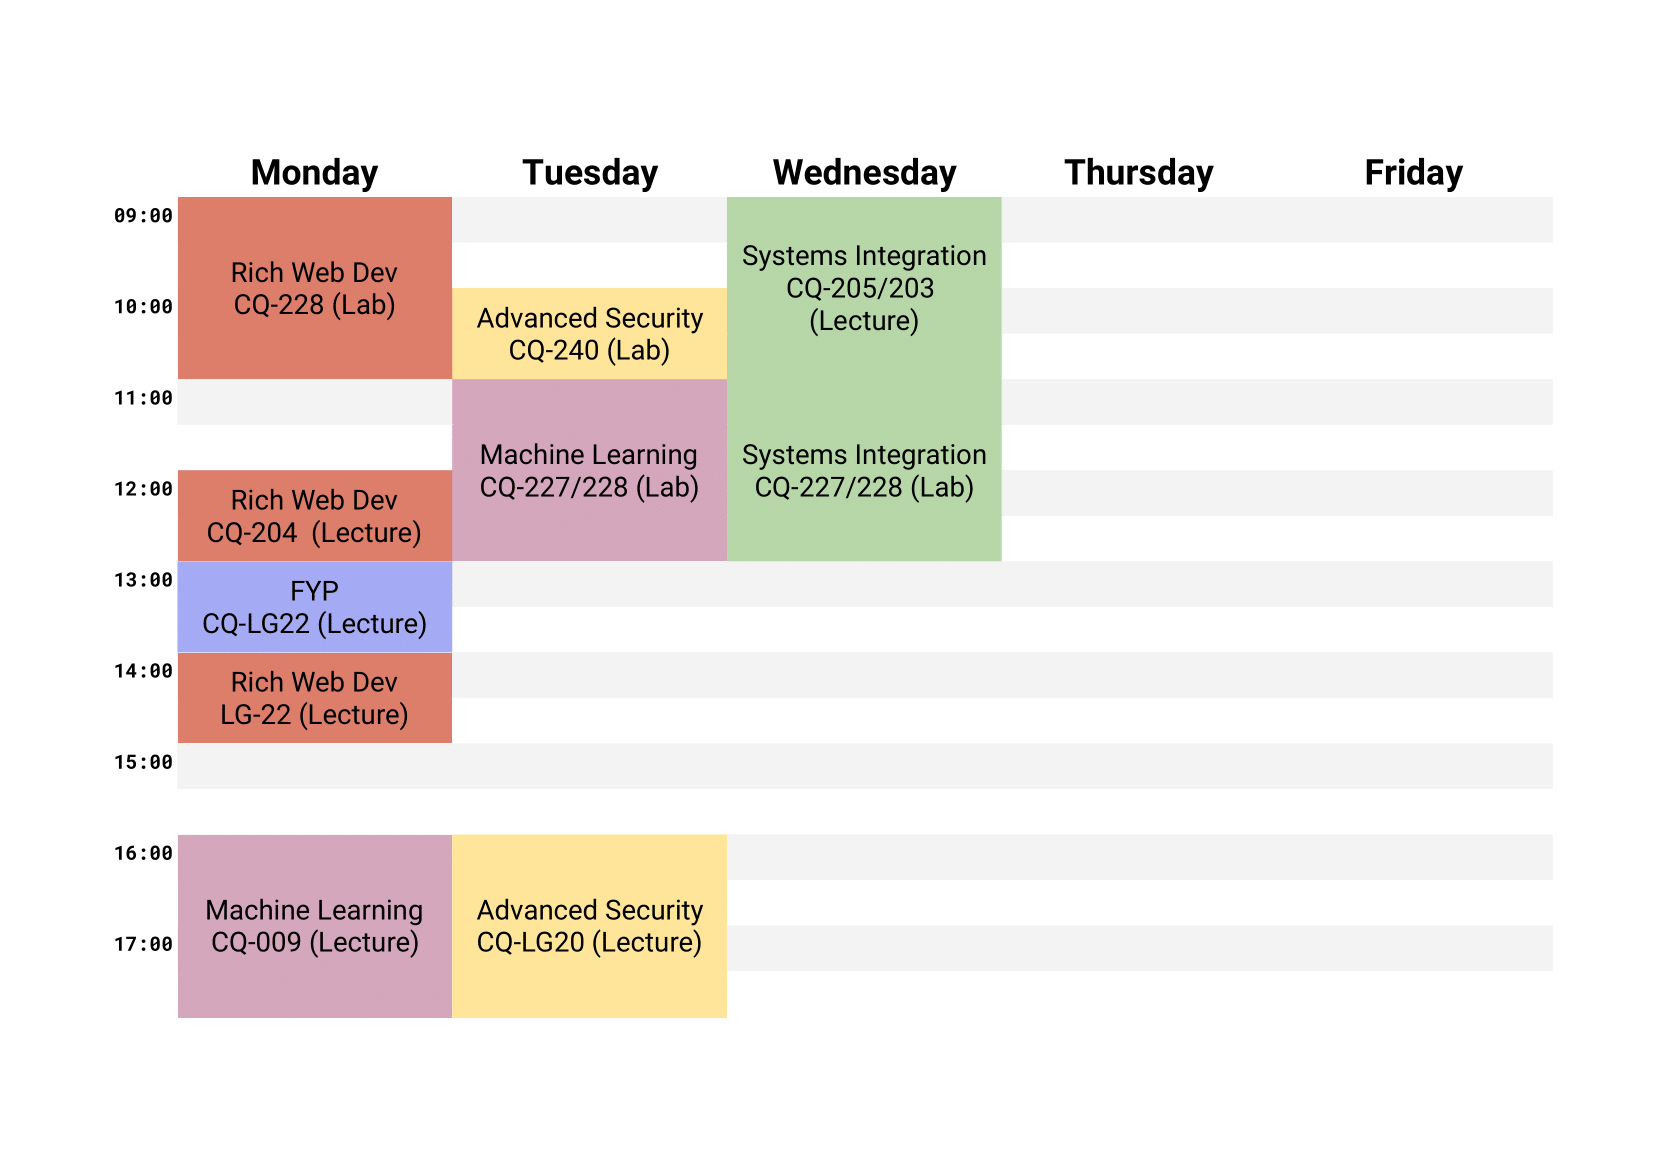 Monday Tuesday Wednesday Thursday Friday
09:00
Rich Web Dev
CQ-228 (Lab)
Systems Integration
CQ-205/203
(Lecture)
10:00
Advanced Security
CQ-240 (Lab)
11:00
Machine Learning
CQ-227/228 (Lab)
Systems Integration
CQ-227/228 (Lab)
12:00
Rich Web Dev
CQ-204  (Lecture)
13:00
FYP
CQ-LG22 (Lecture)
14:00
Rich Web Dev
LG-22 (Lecture)
15:00
16:00
Machine Learning
CQ-009 (Lecture)
Advanced Security
CQ-LG20 (Lecture)
17:00